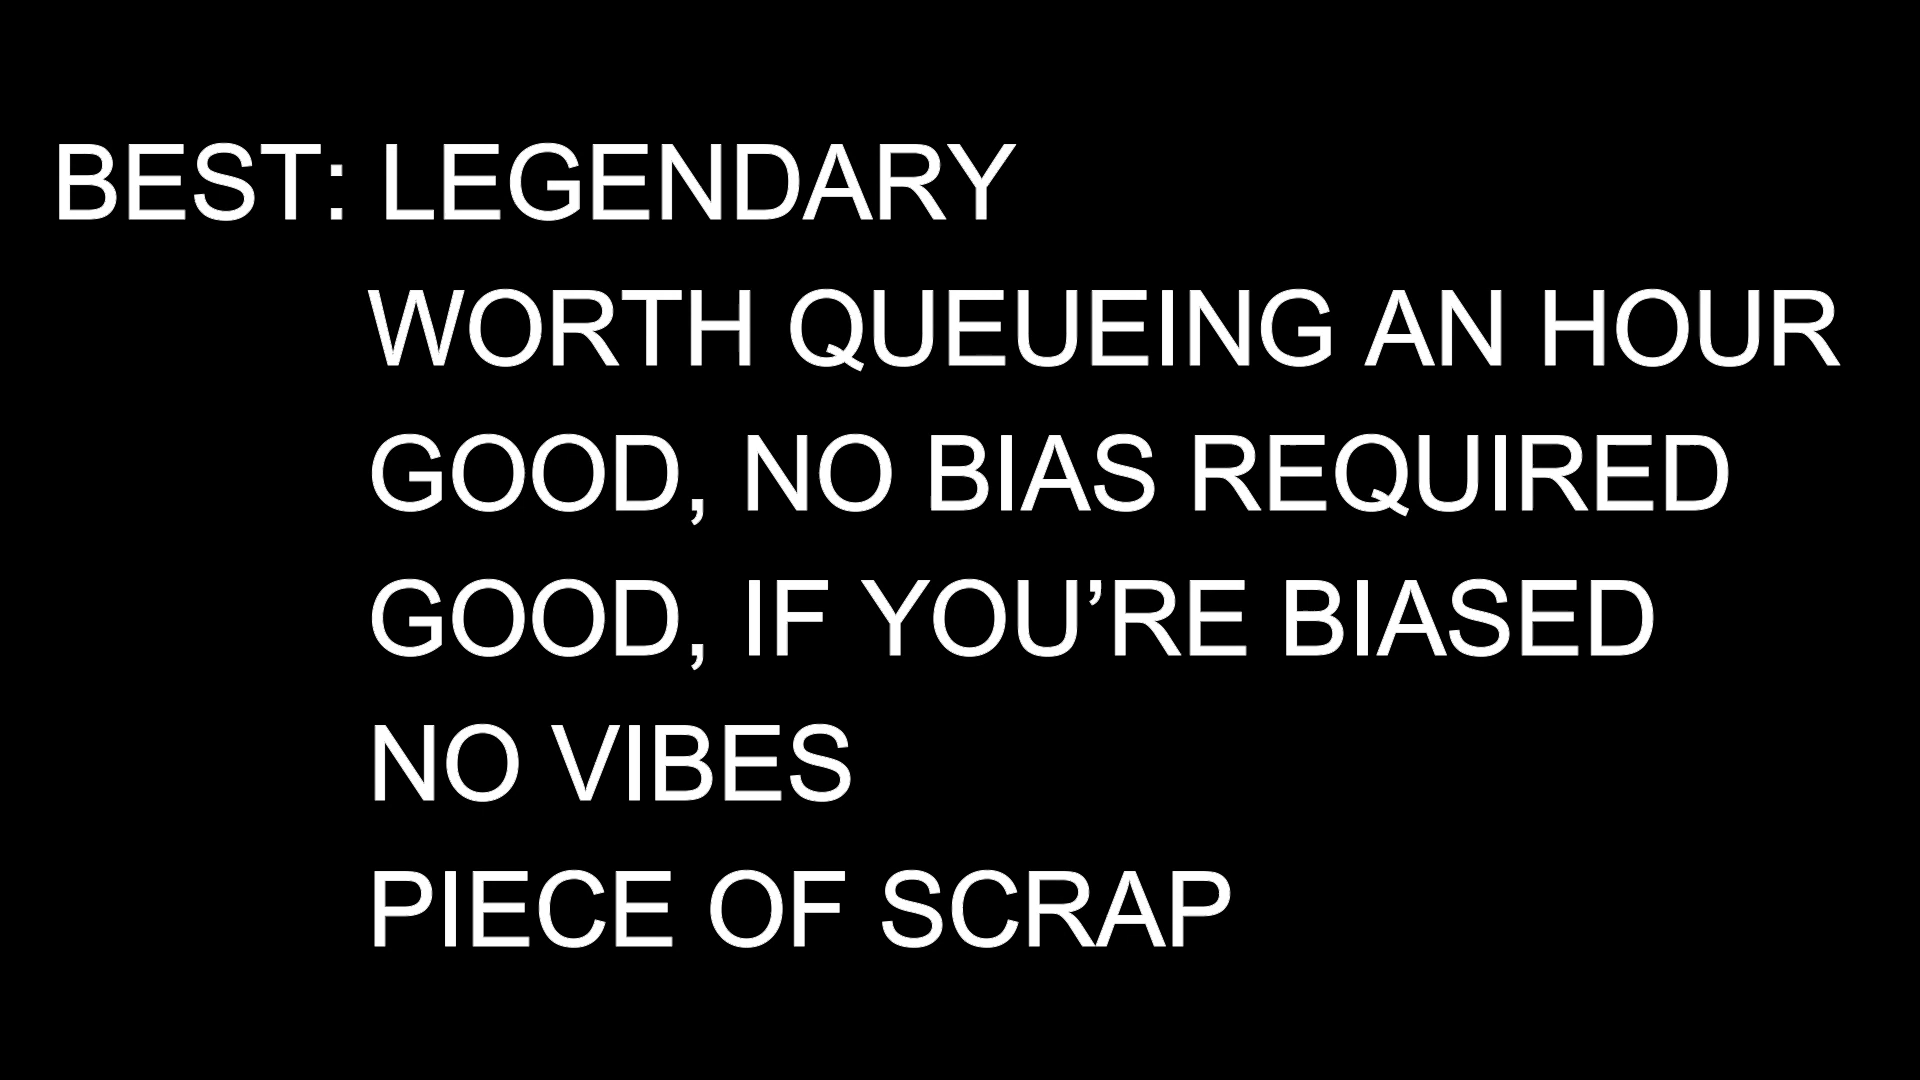 BEST: LEGENDARY
WORTH QUEUEING AN HOUR
GOOD, NO BIAS REQUIRED
GOOD, IF YOU’RE BIASED
NO VIBES
PIECE OF SCRAP